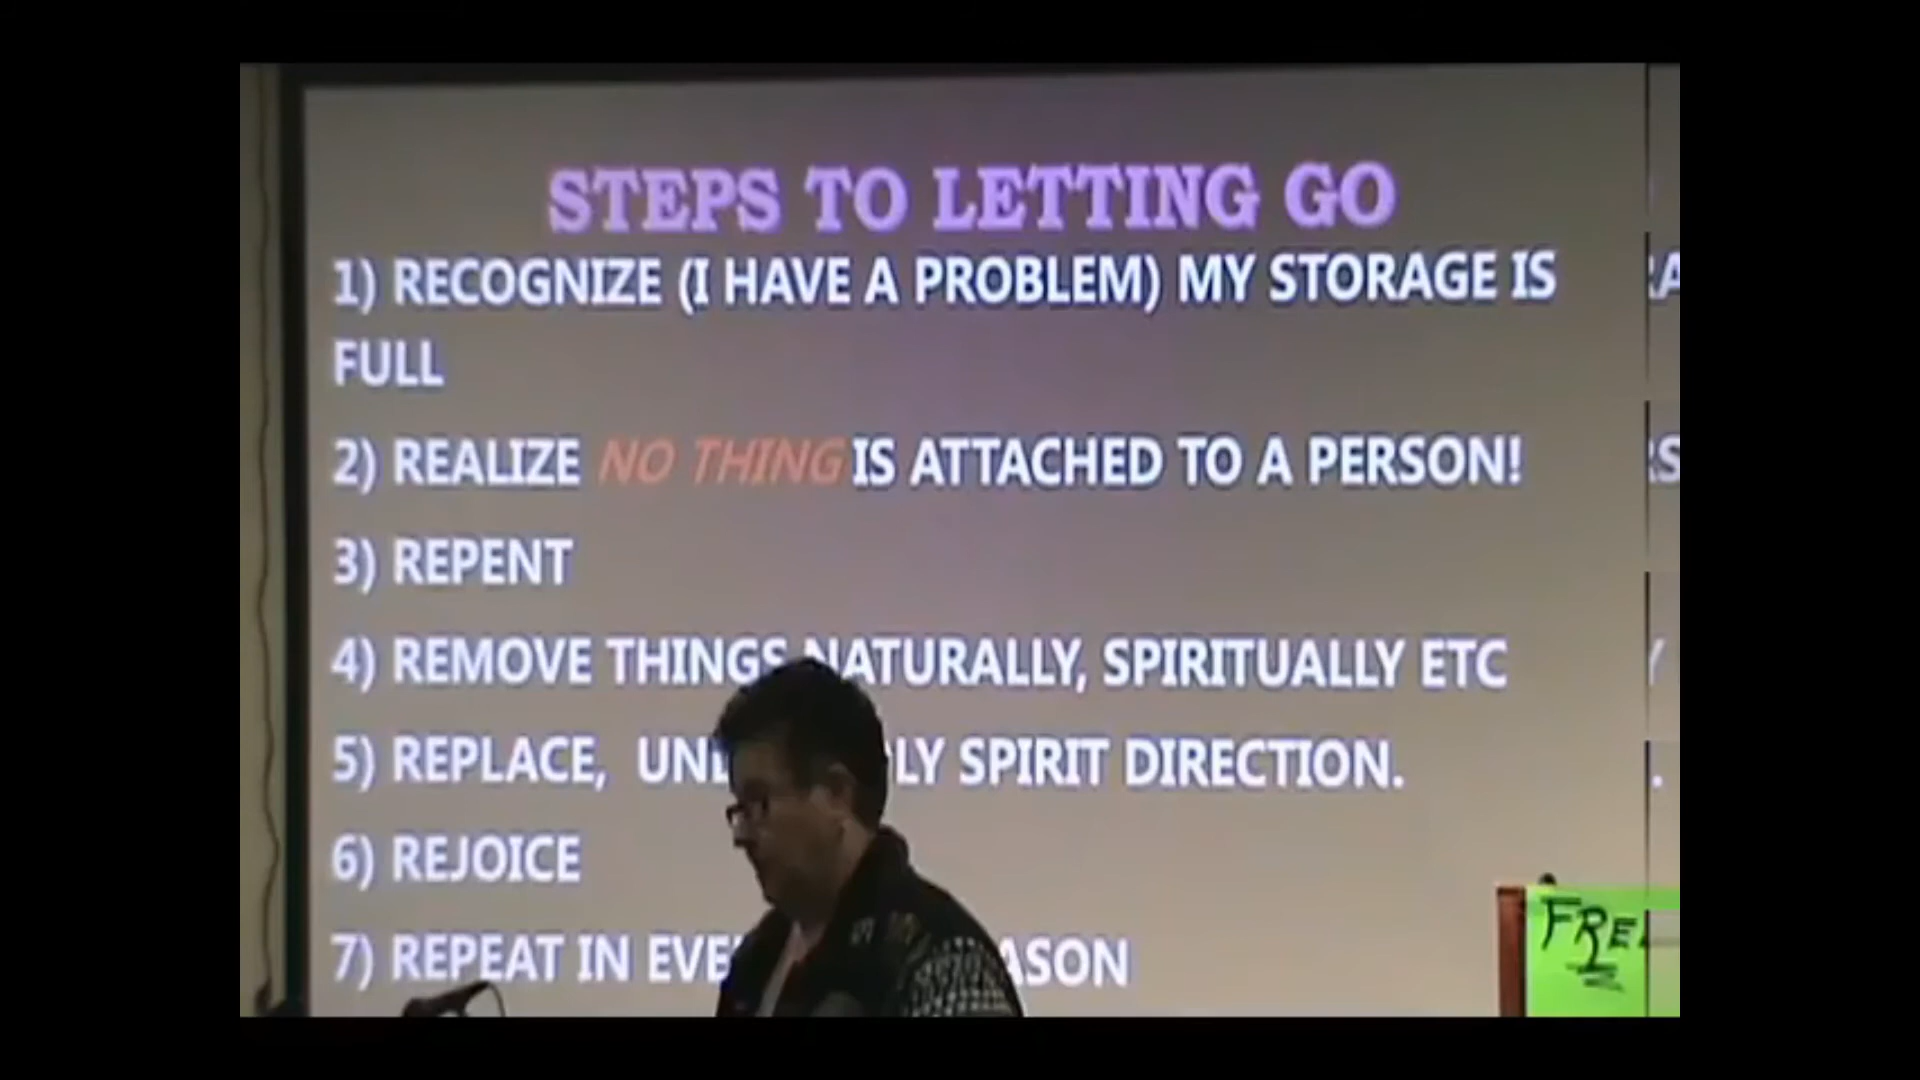 STEPS TO LETTING GO
1) RECOGNIZE (I HAVE A PROBLEM) MY STORAGE IS
FULL
2) REALIZE NO THING IS ATTACHED TO A PERSON!
3) REPENT
4) REMOVE THINGS NATURALLY, SPIRITUALLY ETC
5) REPLACE, SPIRIT DIRECTION.
6) REJOICE
7) REPEAT IN